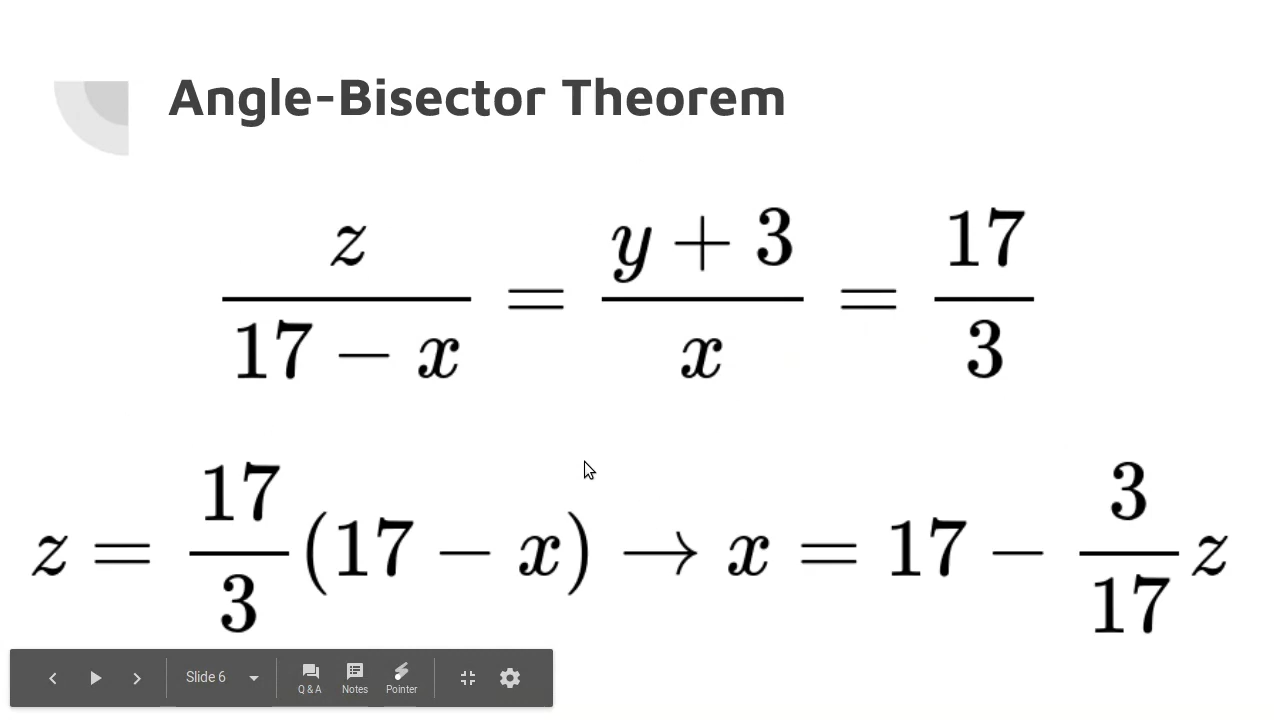 Angle-Bisector Theorem
z/(17 − x) = (y + 3)/x = 17/3
z = 17/3 (17 − x) → x = 17 − 3/17 z
Slide 6 Q & A Notes Pointer